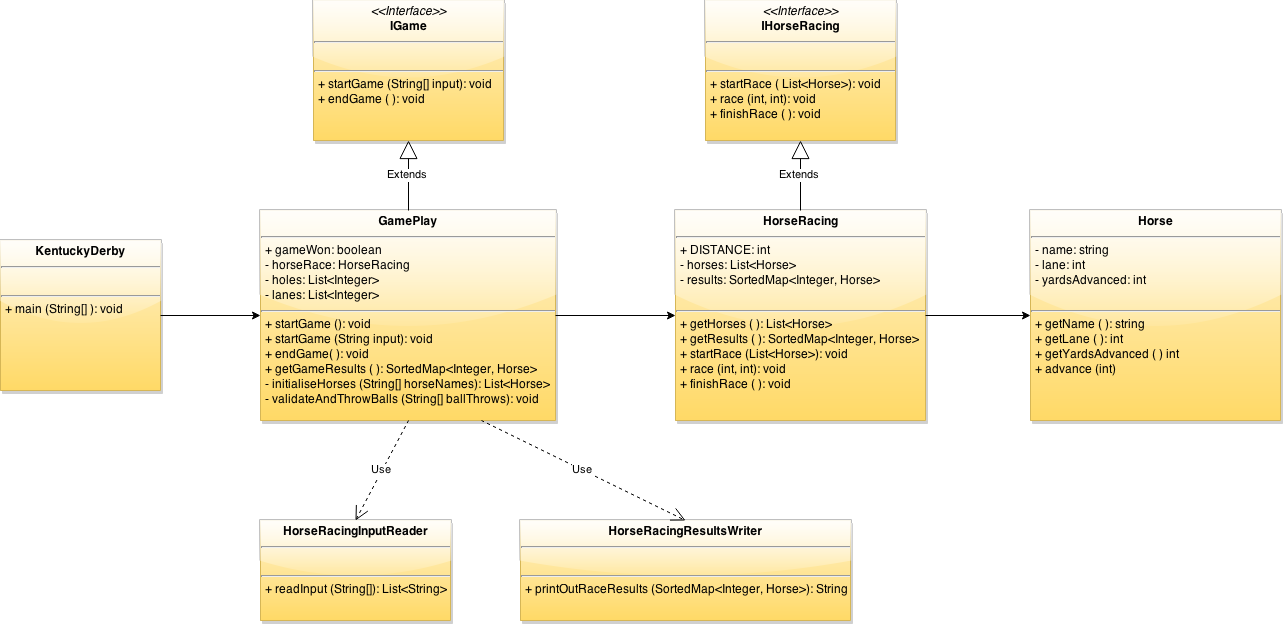 <<Interface>>
IGame
+ startGame (String[] input): void
+ endGame ( ): void
<<Interface>>
IHorseRacing
+ startRace ( List<Horse>): void
+ race (int, int): void
+ finishRace ( ): void
Extends
Extends
KentuckyDerby
+ main (String[] ): void
GamePlay
+ gameWon: boolean
- horseRace: HorseRacing
- holes: List<Integer>
- lanes: List<Integer>
+ startGame (): void
+ startGame (String input): void
+ endGame( ): void
+ getGameResults ( ): SortedMap<Integer, Horse>
- initialiseHorses (String[] horseNames): List<Horse>
- validateAndThrowBalls (String[] ballThrows): void
HorseRacing
+ DISTANCE: int
- horses: List<Horse>
- results: SortedMap<Integer, Horse>
+ getHorses ( ): List<Horse>
+ getResults ( ): SortedMap<Integer, Horse>
+ startRace (List<Horse>): void
+ race (int, int): void
+ finishRace ( ): void
Horse
- name: string
- lane: int
- yardsAdvanced: int
+ getName ( ): string
+ getLane ( ): int
+ getYardsAdvanced ( ) int
+ advance (int)
Use
Use
HorseRacingInputReader
+ readInput (String[]): List<String>
HorseRacingResultsWriter
+ printOutRaceResults (SortedMap<Integer, Horse>): String